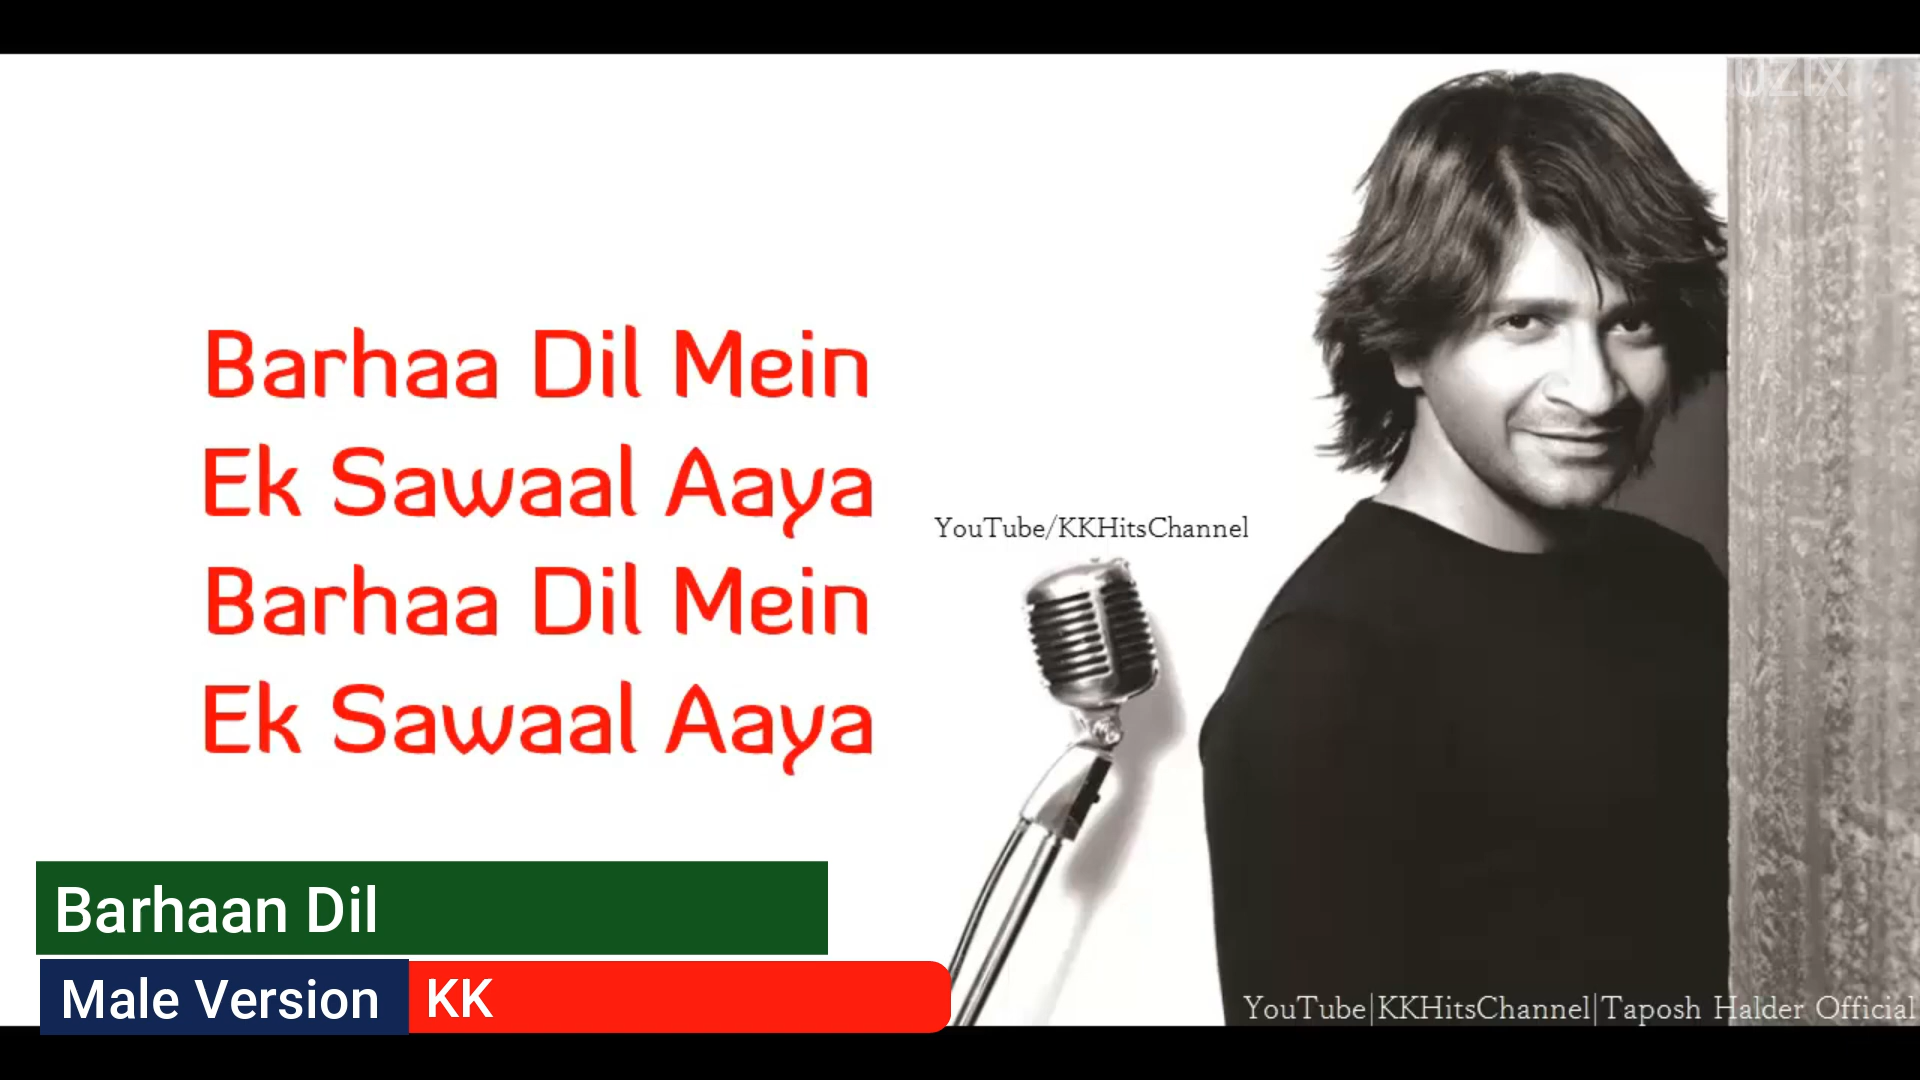 Barhaa Dil Mein
Ek Sawaal Aaya
Barhaa Dil Mein
Ek Sawaal Aaya
YouTube/KKHitsChannel
Barhaan Dil
Male Version KK
YouTube|KKHitsChannel|Taposh Halder Official